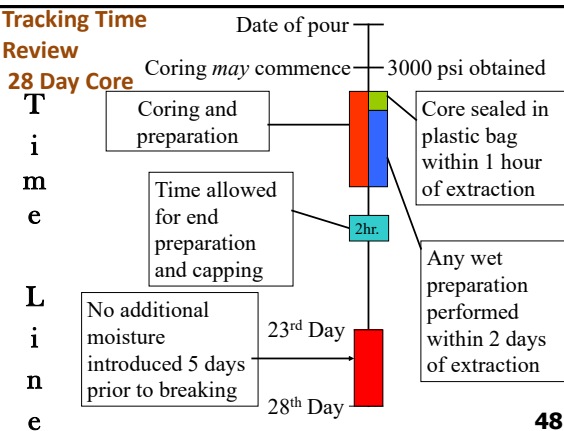 Tracking Time
Review
28 Day Core
T
i
m
e
L
i
n
e
Date of pour
Coring may commence
3000 psi obtained
Coring and
preparation
Core sealed in
plastic bag
within 1 hour
of extraction
Time allowed
for end
preparation
and capping
2hr.
Any wet
preparation
performed
within 2 days
of extraction
No additional
moisture
introduced 5 days
prior to breaking
23rd Day
28th Day
48